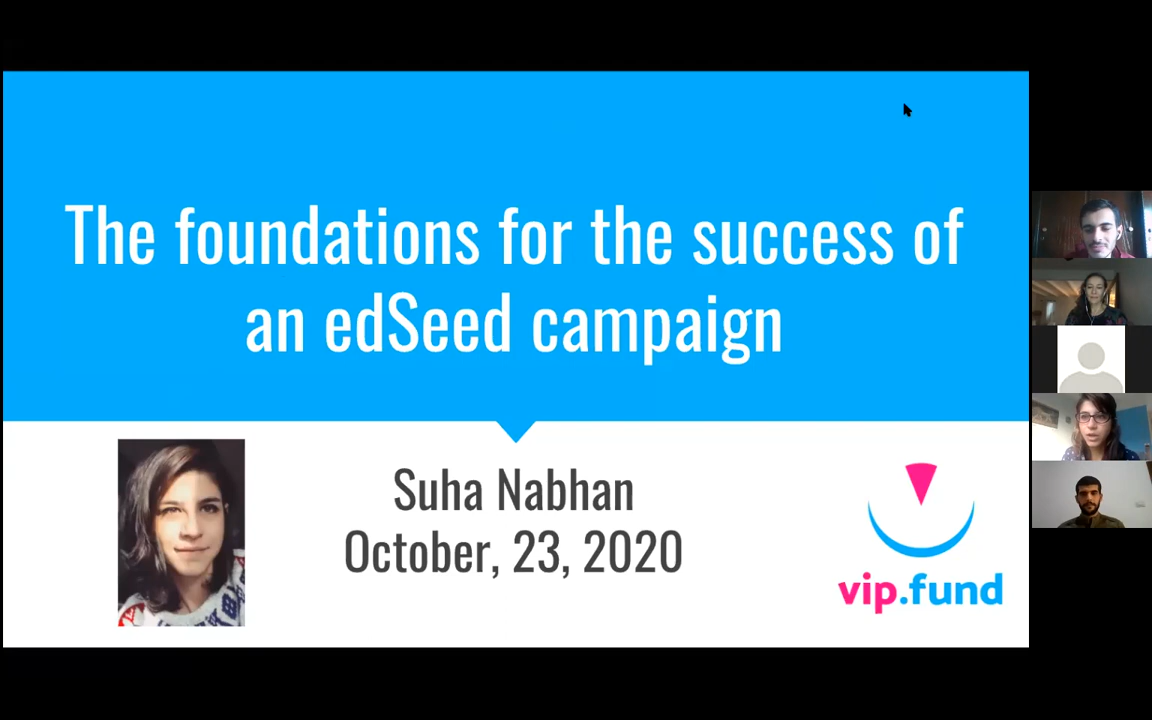 The foundations for the success of
an edSeed campaign
Suha Nabhan
October, 23, 2020
vip.fund